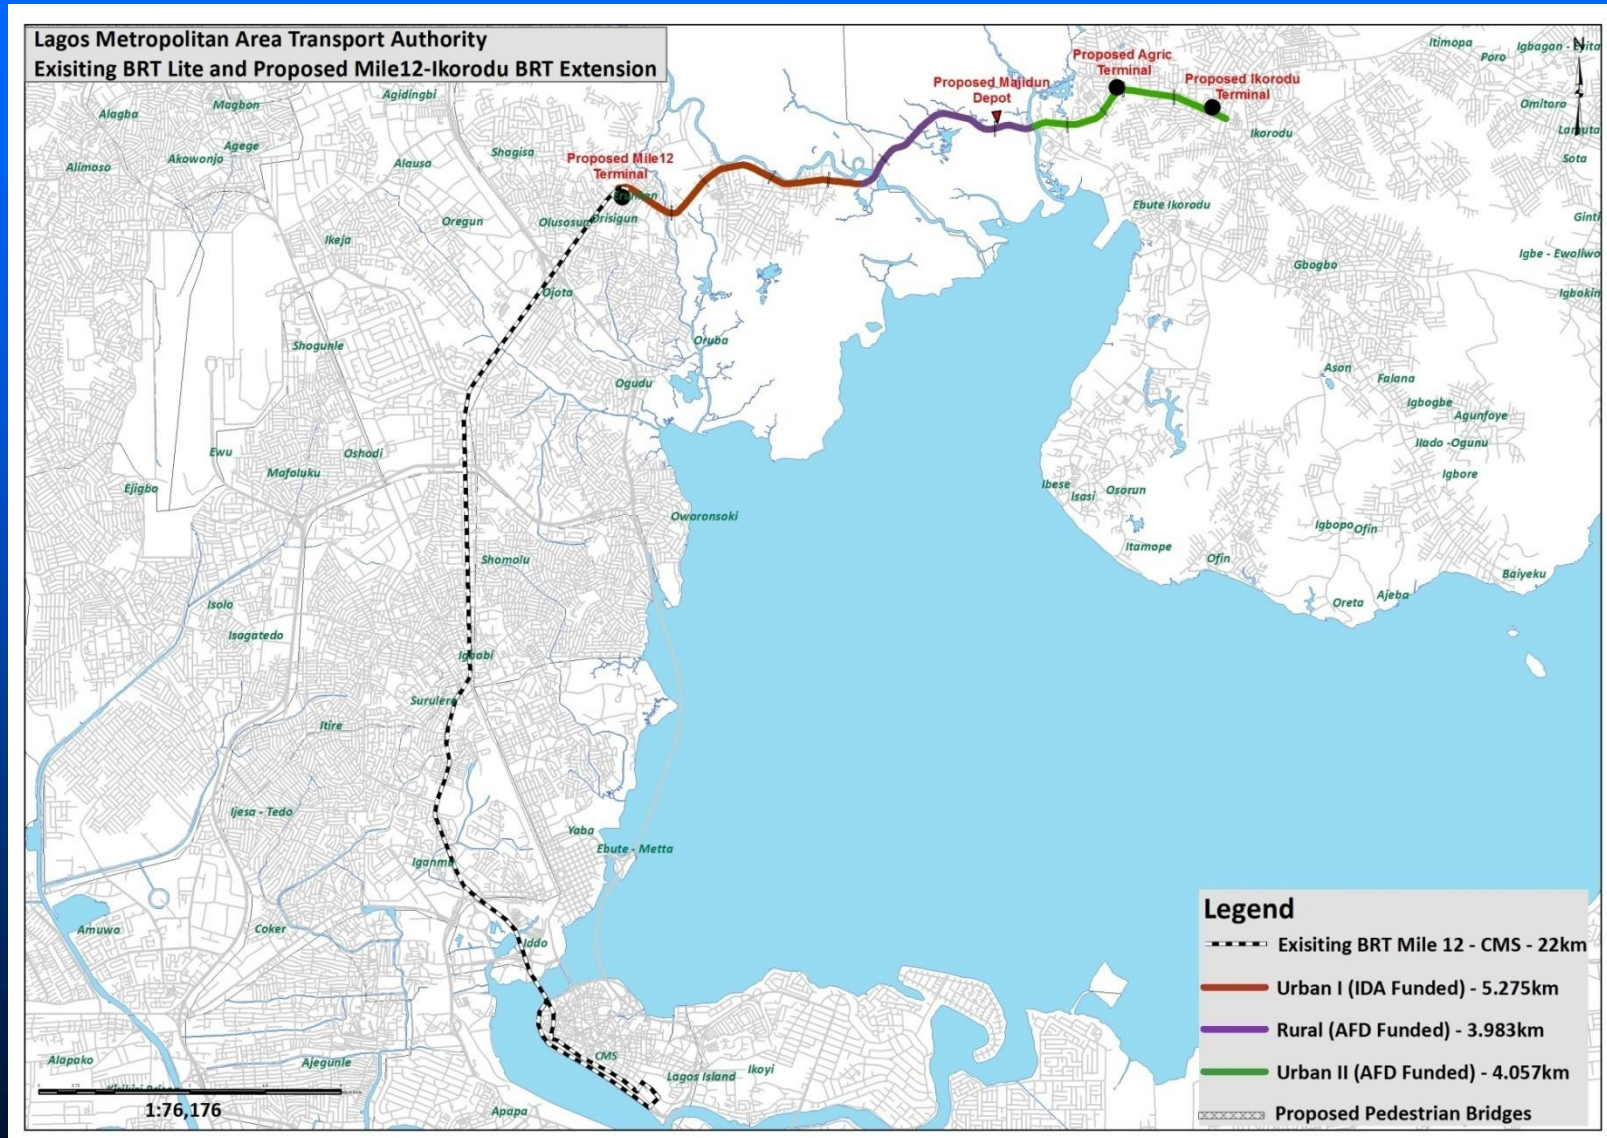 Lagos Metropolitan Area Transport Authority
Exisiting BRT Lite and Proposed Mile12-Ikorodu BRT Extension
N
Itimopa
Igbagan -
Poro
Proposed Agric
Terminal
Proposed Majidun
Depot
Proposed Ikorodu
Terminal
Omitoro
Ikorodu
Sota
Agidingbi
Magbon
Alagba
Agege
Akowonjo
Alimoso
Alausa
Shagisa
Proposed Mile12
Terminal
Orisigun
Olusosun
Oregun
Ikeja
Ebute Ikorodu
Ginti
Igbe - Ewoliwo
Gbogbo
Igbokin
Ojota
Shogunle
Oruba
Ogudu
Ason
Falana
Igbogbe
Agunfoye
Ilado -Ogunu
Igbore
Ewu
Oshodi
Mafoluku
Ejigbo
Ibese
Isasi
Osorun
Oworonsoki
Igbopo
Ofin
Itamope
Ofin
Baiyeku
Ajeba
Oreta
Shomolu
Isolo
Isagatedo
Igbobi
Surulere
Itire
Ijesa - Tedo
Yaba
Ebute - Metta
Iganmu
Coker
Amuwa
Iddo
CMS
Lagos Island
Ikoyi
Alapako
Ajegunle
Apapa
1:76,176
Legend
Exisiting BRT Mile 12 - CMS - 22km
Urban I (IDA Funded) - 5.275km
Rural (AFD Funded) - 3.983km
Urban II (AFD Funded) - 4.057km
Proposed Pedestrian Bridges